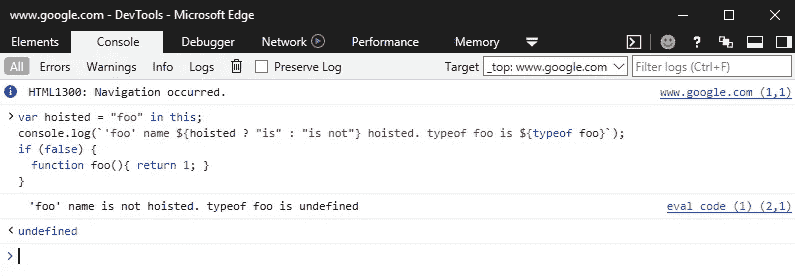 www.google.com - DevTools - Microsoft Edge
Elements Console Debugger Network Performance Memory
All Errors Warnings Info Logs Preserve Log Target _top: www.google.com Filter logs (Ctrl+F)
HTML1300: Navigation occurred. www.google.com (1,1)
> var hoisted = "foo" in this;
console.log(`'foo' name ${hoisted ? "is" : "is not"} hoisted. typeof foo is ${typeof foo}`);
if (false) {
function foo(){ return 1; }
}
'foo' name is not hoisted. typeof foo is undefined eval code (1) (2,1)
< undefined
>